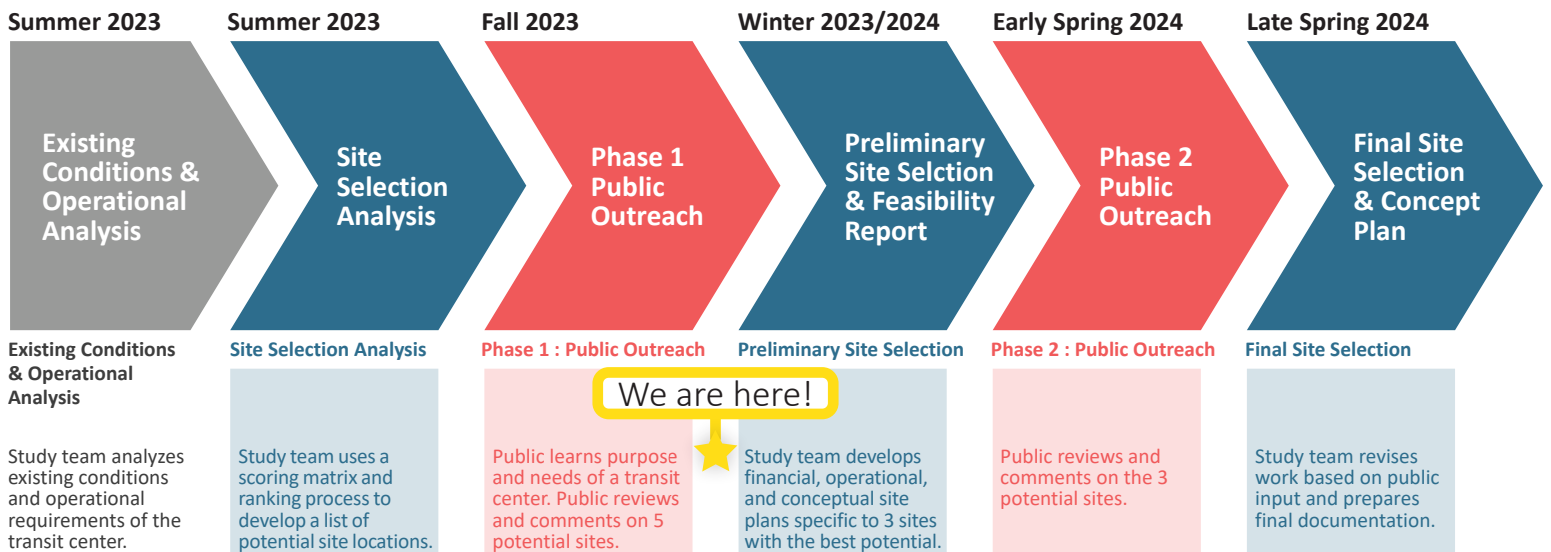 Summer 2023
Summer 2023
Fall 2023
Winter 2023/2024
Early Spring 2024
Late Spring 2024
Existing
Conditions &
Operational
Analysis
Site
Selection
Analysis
Phase 1
Public
Outreach
Preliminary
Site Selction
& Feasibility
Report
Phase 2
Public
Outreach
Final Site
Selection
& Concept
Plan
Existing Conditions
& Operational
Analysis
Study team analyzes
existing conditions
and operational
requirements of the
transit center.
Site Selection Analysis
Study team uses a
scoring matrix and
ranking process to
develop a list of
potential site locations.
Phase 1 : Public Outreach
We are here!
Public learns purpose
and needs of a transit
center. Public reviews
and comments on 5
potential sites.
Preliminary Site Selection
Study team develops
financial, operational,
and conceptual site
plans specific to 3 sites
with the best potential.
Phase 2 : Public Outreach
Public reviews and
comments on the 3
potential sites.
Final Site Selection
Study team revises
work based on public
input and prepares
final documentation.